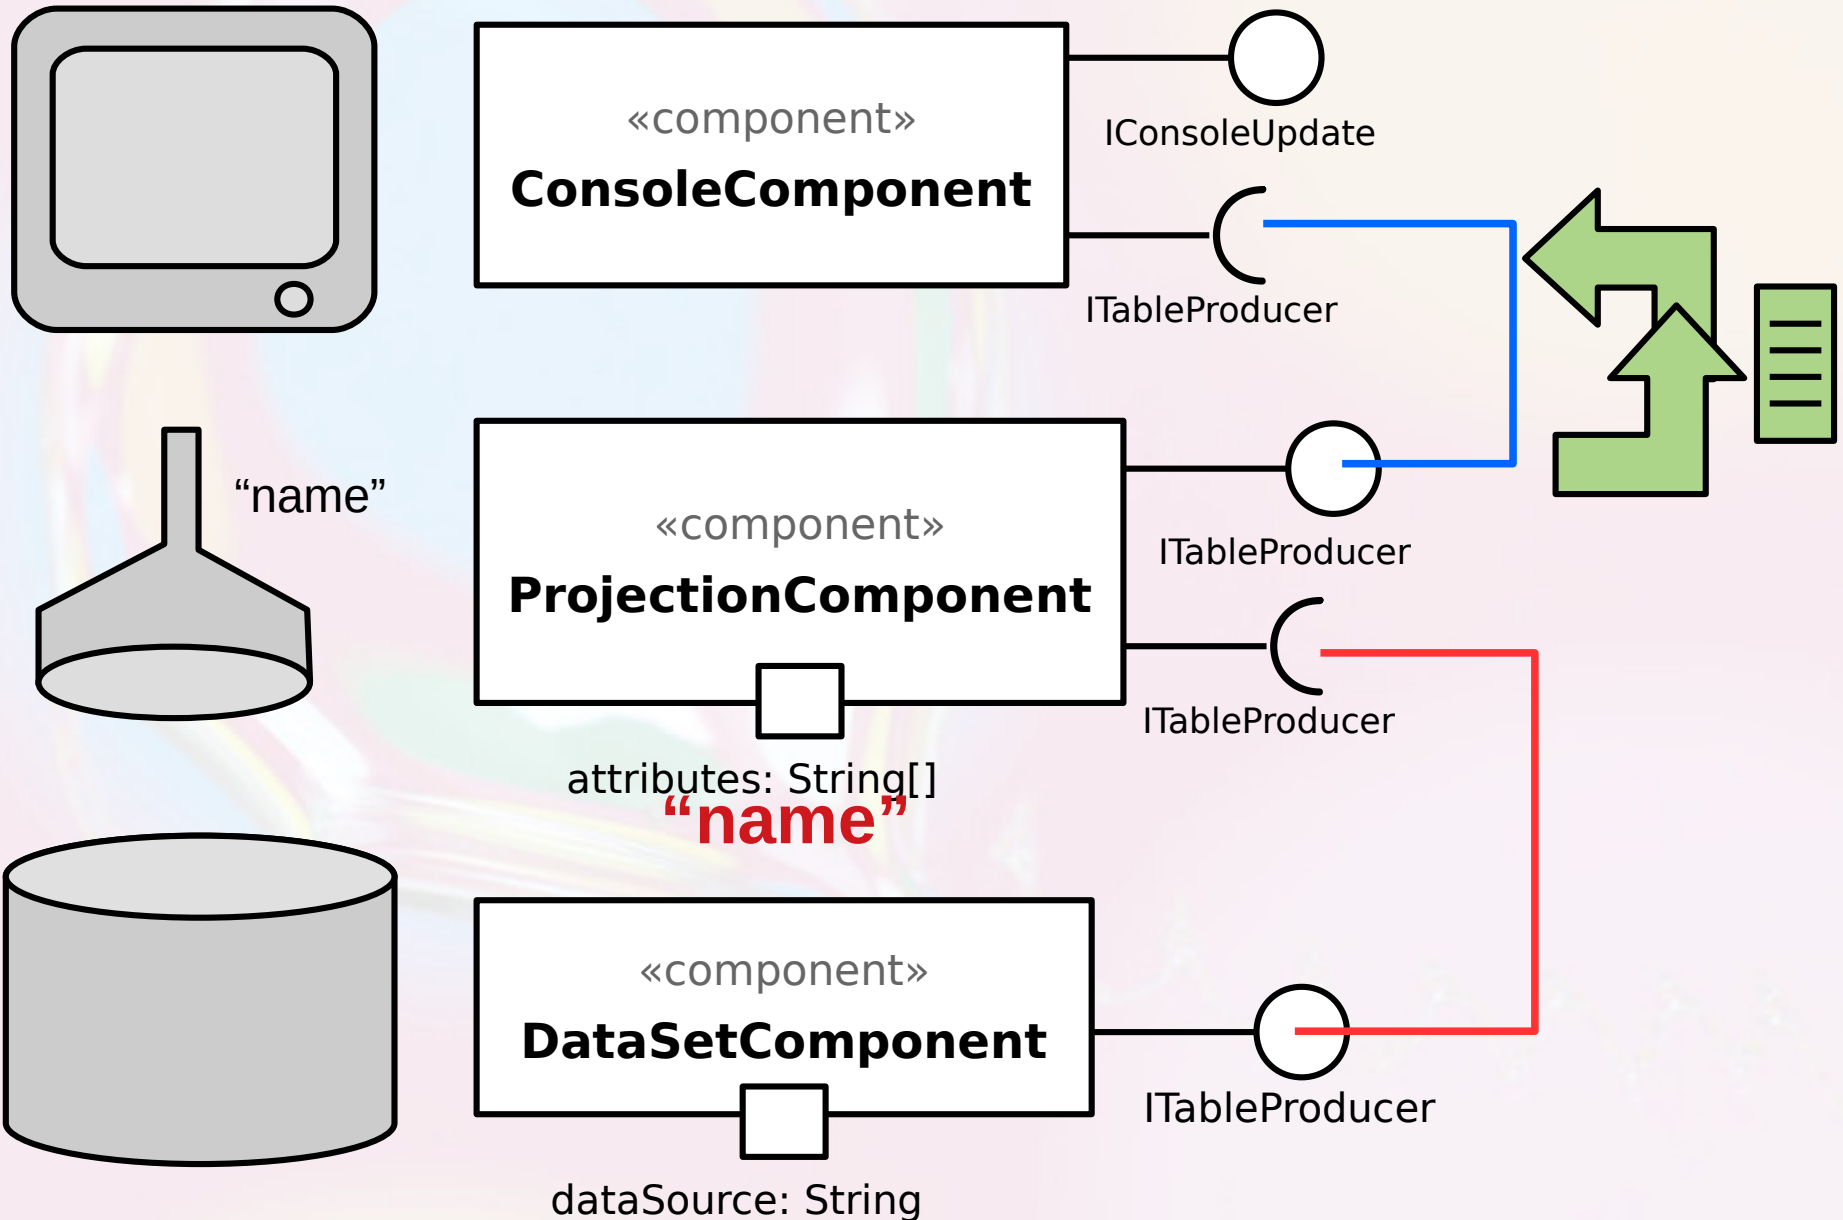 «component»
ConsoleComponent
IConsoleUpdate
ITableProducer
“name”
«component»
ProjectionComponent
ITableProducer
ITableProducer
attributes: String[]
“name”
«component»
DataSetComponent
ITableProducer
dataSource: String